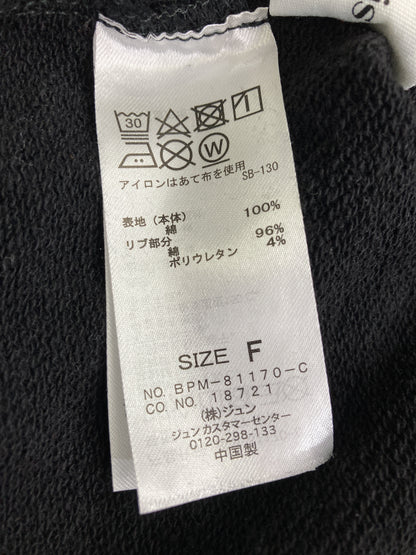 30
W
アイロンはあて布を使用 SB-130
表地(本体)
綿 100%
リブ部分
綿 96%
ポリウレタン 4%
SIZE F
NO. BPM-81170-C
CO. NO. 18721
(株)ジュン
ジュンカスタマーセンター
0120-298-133
中国製